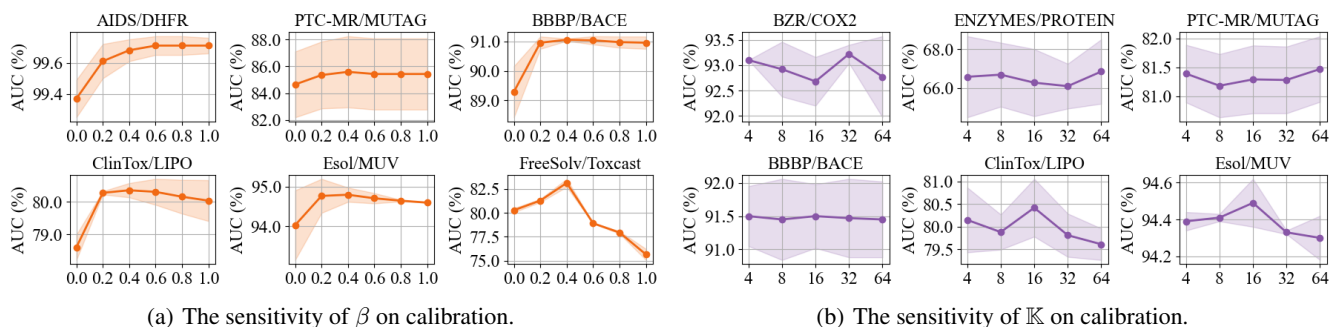 AIDS/DHFR
PTC-MR/MUTAG
BBBP/BACE
BZR/COX2
ENZYMES/PROTEIN
PTC-MR/MUTAG
AUC (%)
99.6
99.4
0.0 0.2 0.4 0.6 0.8 1.0
AUC (%)
88.0
86.0
84.0
82.0
0.0 0.2 0.4 0.6 0.8 1.0
AUC (%)
91.0
90.0
89.0
0.0 0.2 0.4 0.6 0.8 1.0
AUC (%)
93.5
93.0
92.5
92.0
4 8 16 32 64
AUC (%)
68.0
66.0
4 8 16 32 64
AUC (%)
82.0
81.5
81.0
4 8 16 32 64
ClinTox/LIPO
Esol/MUV
FreeSolv/Toxcast
BBBP/BACE
ClinTox/LIPO
Esol/MUV
AUC (%)
80.0
79.0
0.0 0.2 0.4 0.6 0.8 1.0
AUC (%)
95.0
94.0
0.0 0.2 0.4 0.6 0.8 1.0
AUC (%)
82.5
80.0
77.5
75.0
0.0 0.2 0.4 0.6 0.8 1.0
AUC (%)
92.0
91.5
91.0
4 8 16 32 64
AUC (%)
81.0
80.5
80.0
79.5
4 8 16 32 64
AUC (%)
94.6
94.4
94.2
4 8 16 32 64
(a) The sensitivity of β on calibration.
(b) The sensitivity of 𝕂 on calibration.